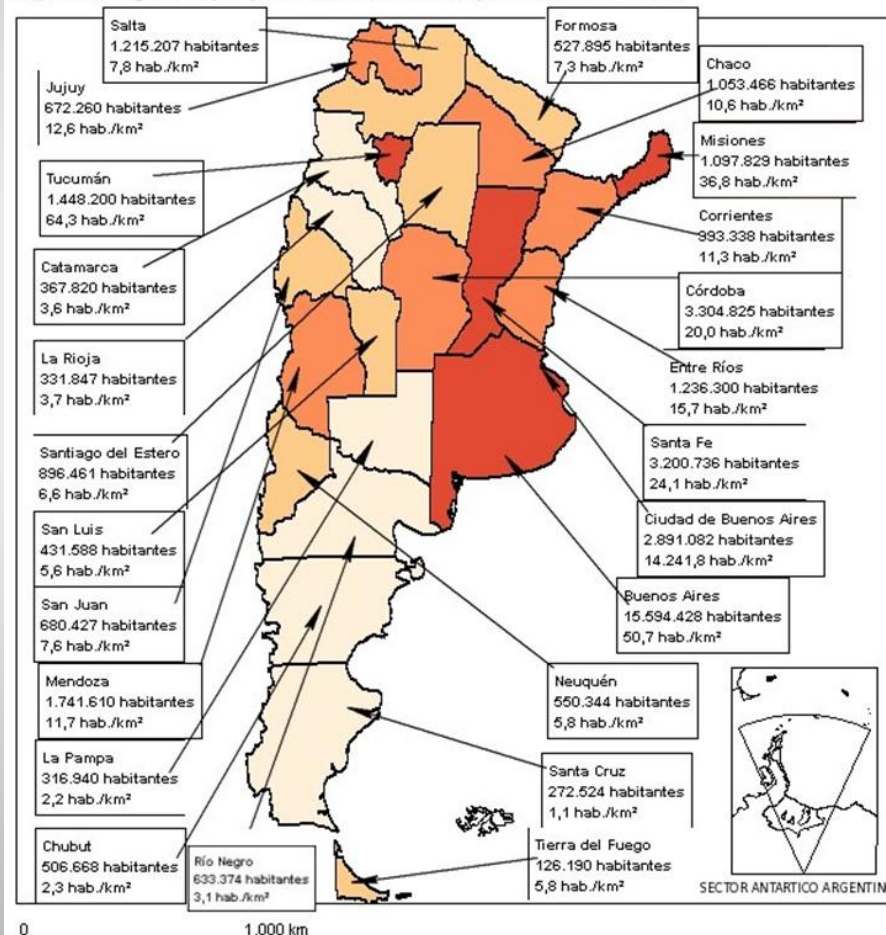 Salta
1.215.207 habitantes
7,8 hab./km²
Jujuy
672.260 habitantes
12,6 hab./km²
Tucumán
1.448.200 habitantes
64,3 hab./km²
Catamarca
367.820 habitantes
3,6 hab./km²
La Rioja
331.847 habitantes
3,7 hab./km²
Santiago del Estero
896.461 habitantes
6,6 hab./km²
San Luis
431.588 habitantes
5,6 hab./km²
San Juan
680.427 habitantes
7,6 hab./km²
Mendoza
1.741.610 habitantes
11,7 hab./km²
La Pampa
316.940 habitantes
2,2 hab./km²
Chubut
506.668 habitantes
2,3 hab./km²
Río Negro
633.374 habitantes
3,1 hab./km²
Formosa
527.895 habitantes
7,3 hab./km²
Chaco
1.053.466 habitantes
10,6 hab./km²
Misiones
1.097.829 habitantes
36,8 hab./km²
Corrientes
993.338 habitantes
11,3 hab./km²
Córdoba
3.304.825 habitantes
20,0 hab./km²
Entre Ríos
1.236.300 habitantes
15,7 hab./km²
Santa Fe
3.200.736 habitantes
24,1 hab./km²
Ciudad de Buenos Aires
2.891.082 habitantes
14.241,8 hab./km²
Buenos Aires
15.594.428 habitantes
50,7 hab./km²
Neuquén
550.344 habitantes
5,8 hab./km²
Santa Cruz
272.524 habitantes
1,1 hab./km²
Tierra del Fuego
126.190 habitantes
5,8 hab./km²
SECTOR ANTARTICO ARGENTIN
0 1.000 km